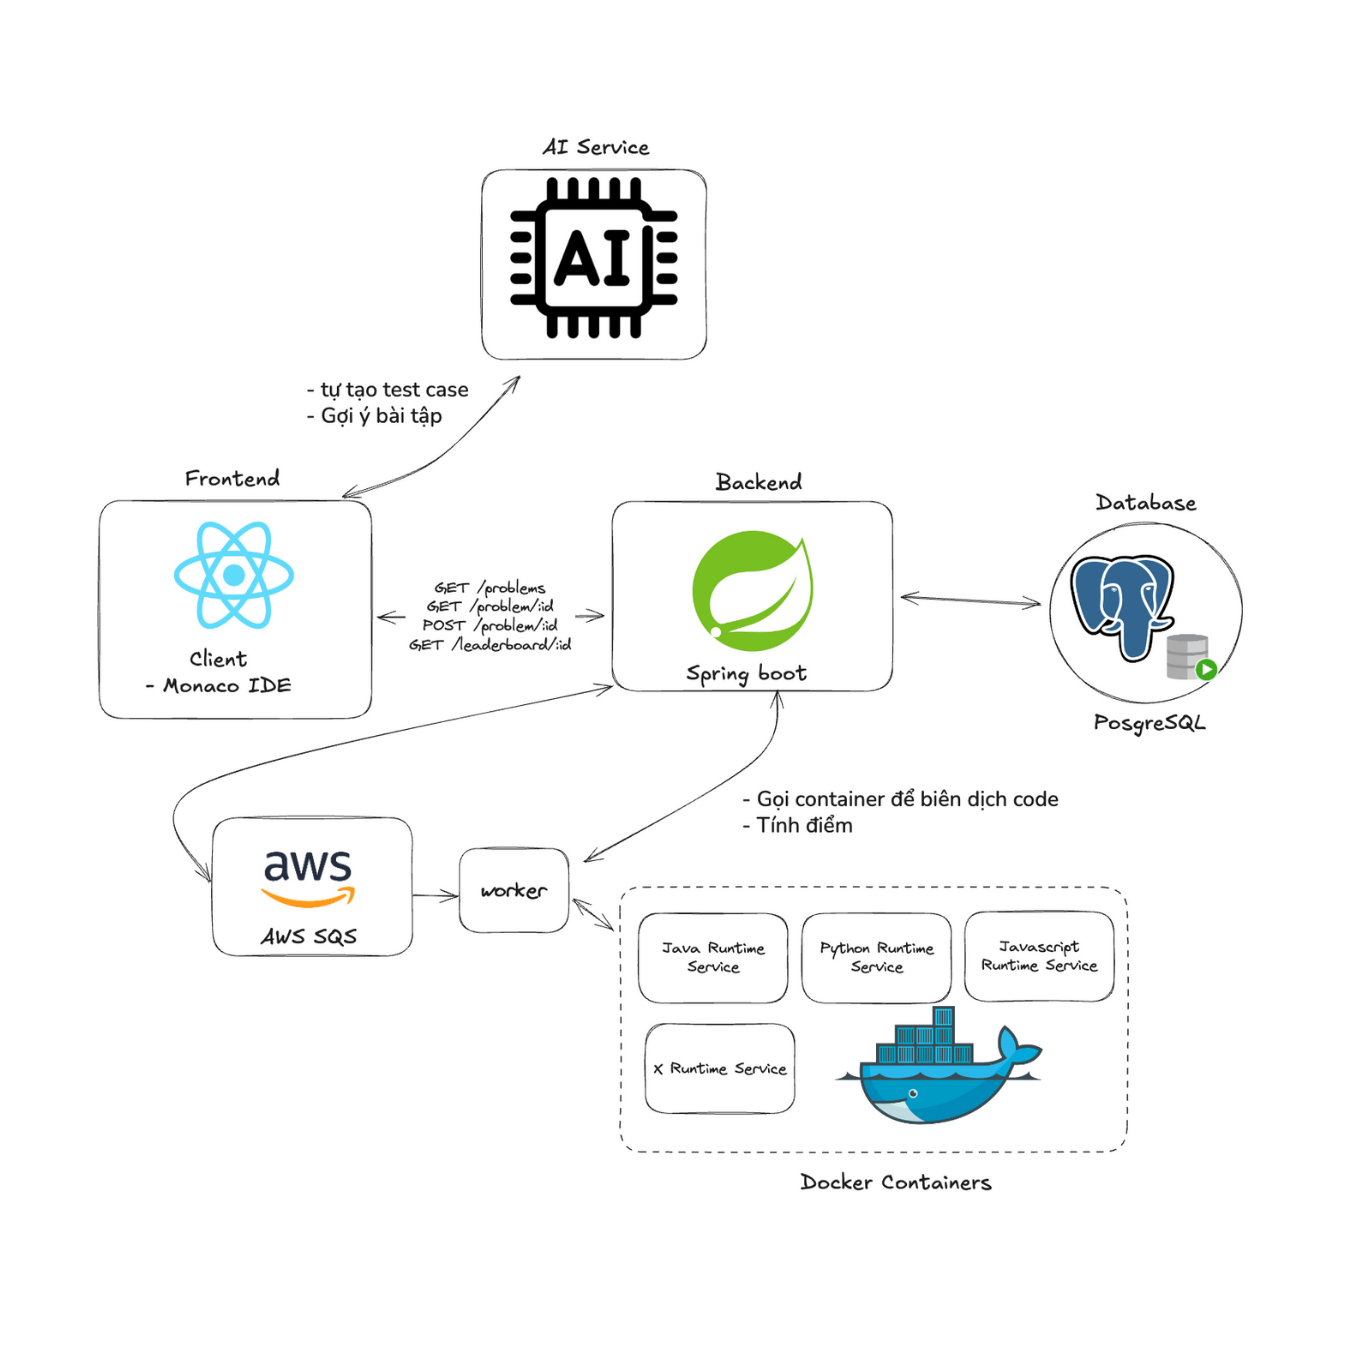 AI Service
AI
- tự tạo test case
- Gợi ý bài tập
Frontend
Client
- Monaco IDE
GET /problems
GET /problem/:id
POST /problem/:id
GET /leaderboard/:id
Backend
Spring boot
Database
PosgreSQL
- Gọi container để biên dịch code
- Tính điểm
aws
AWS SQS
worker
Java Runtime
Service
Python Runtime
Service
Javascript
Runtime Service
X Runtime Service
Docker Containers